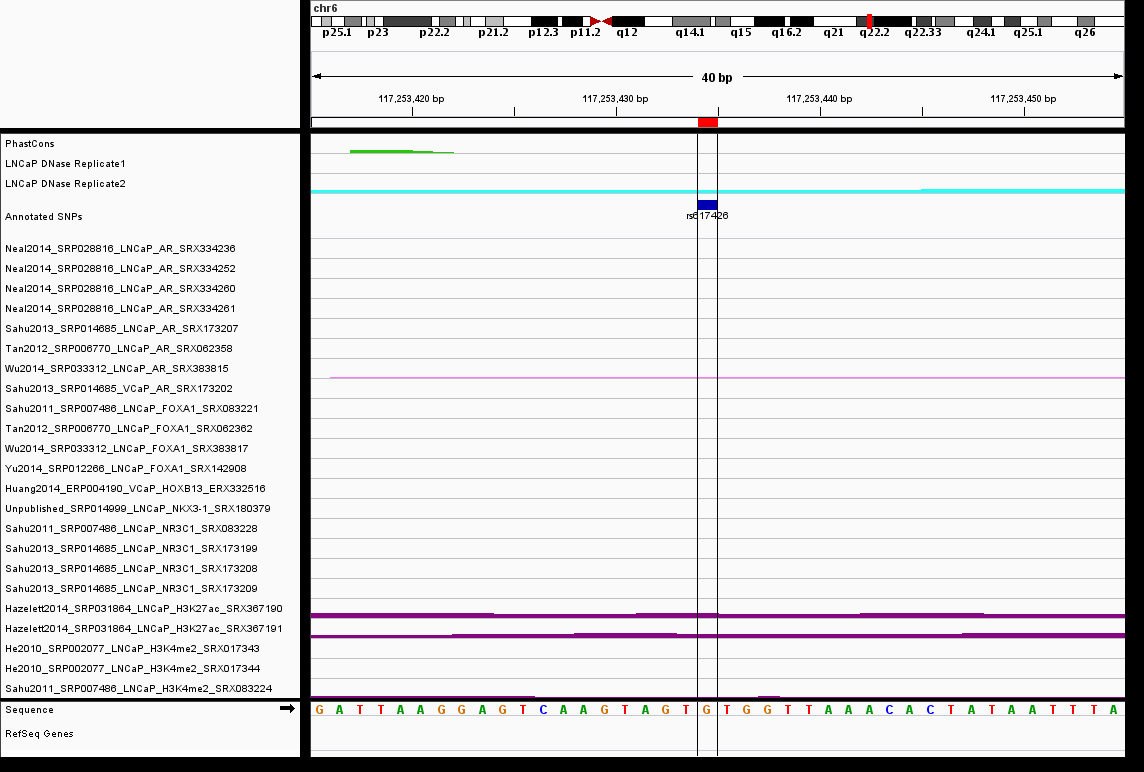 chr6
p25.1 p23 p22.2 p21.2 p12.3 p11.2 q12 q14.1 q15 q16.2 q21 q22.2 q22.33 q24.1 q25.1 q26
40 bp
117,253,420 bp 117,253,430 bp 117,253,440 bp 117,253,450 bp
PhastCons
LNCaP DNase Replicate1
LNCaP DNase Replicate2
Annotated SNPs
rs617426
Neal2014_SRP028816_LNCaP_AR_SRX334236
Neal2014_SRP028816_LNCaP_AR_SRX334252
Neal2014_SRP028816_LNCaP_AR_SRX334260
Neal2014_SRP028816_LNCaP_AR_SRX334261
Sahu2013_SRP014685_LNCaP_AR_SRX173207
Tan2012_SRP006770_LNCaP_AR_SRX062358
Wu2014_SRP033312_LNCaP_AR_SRX383815
Sahu2013_SRP014685_VCaP_AR_SRX173202
Sahu2011_SRP007486_LNCaP_FOXA1_SRX083221
Tan2012_SRP006770_LNCaP_FOXA1_SRX062362
Wu2014_SRP033312_LNCaP_FOXA1_SRX383817
Yu2014_SRP012266_LNCaP_FOXA1_SRX142908
Huang2014_ERP004190_VCaP_HOXB13_ERX332516
Unpublished_SRP014999_LNCaP_NKX3-1_SRX180379
Sahu2011_SRP007486_LNCaP_NR3C1_SRX083228
Sahu2013_SRP014685_LNCaP_NR3C1_SRX173199
Sahu2013_SRP014685_LNCaP_NR3C1_SRX173208
Sahu2013_SRP014685_LNCaP_NR3C1_SRX173209
Hazelett2014_SRP031864_LNCaP_H3K27ac_SRX367190
Hazelett2014_SRP031864_LNCaP_H3K27ac_SRX367191
He2010_SRP002077_LNCaP_H3K4me2_SRX017343
He2010_SRP002077_LNCaP_H3K4me2_SRX017344
Sahu2011_SRP007486_LNCaP_H3K4me2_SRX083224
Sequence G A T T A A G G A G T C A A G T A G T G T G G T T A A A C A C T A T A A T T T A
RefSeq Genes